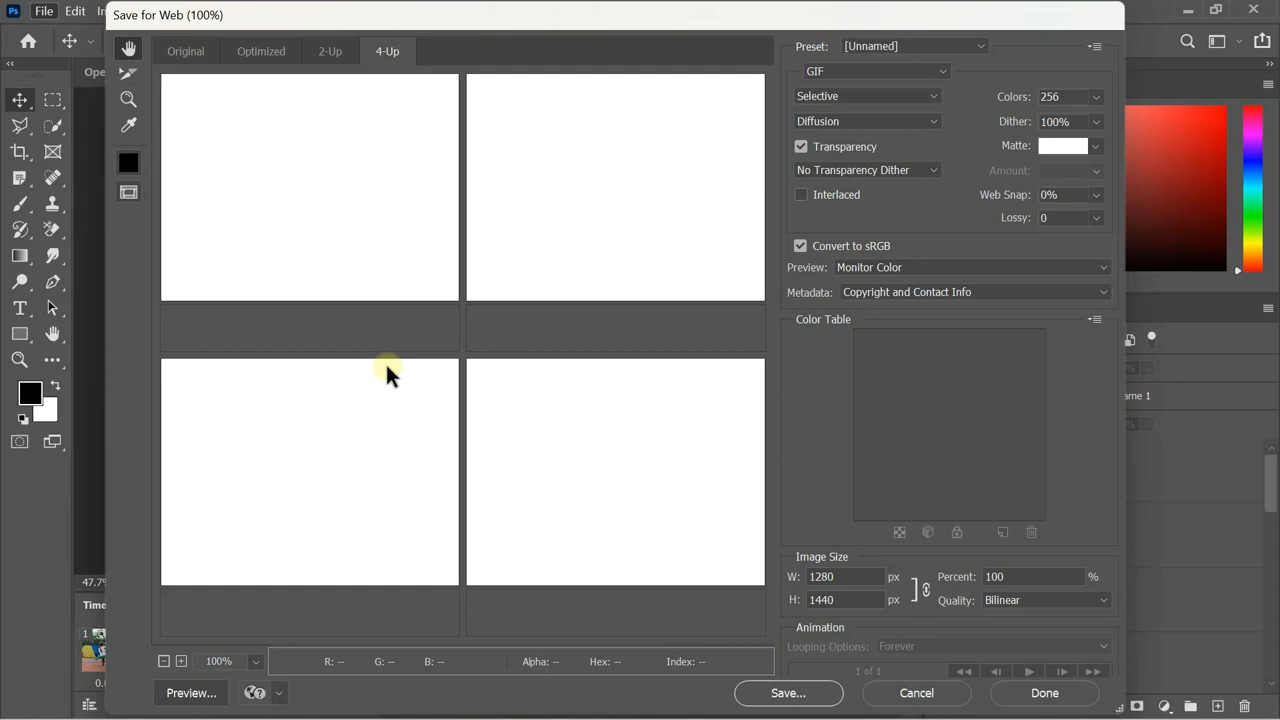 Ps File Edit
Save for Web (100%)
Original Optimized 2-Up 4-Up
Preset: [Unnamed]
GIF
Selective Colors: 256
Diffusion Dither: 100%
Transparency Matte:
No Transparency Dither Amount:
Interlaced Web Snap: 0%
Lossy: 0
Convert to sRGB
Preview: Monitor Color
Metadata: Copyright and Contact Info
Color Table
Ope
ame 1
Image Size
W: 1280 px Percent: 100 %
H: 1440 px Quality: Bilinear
Animation
Looping Options: Forever
1 of 1
47.7%
Time
1
0.0
100% R: -- G: -- B: -- Alpha: -- Hex: -- Index: --
Preview... Save... Cancel Done